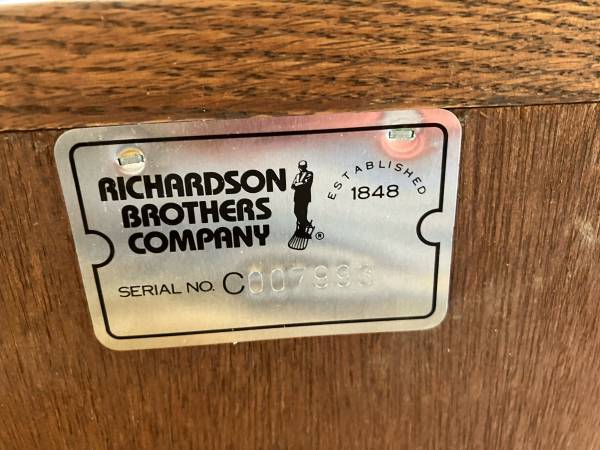 RICHARDSON
BROTHERS
COMPANY
®
ESTABLISHED
1848
SERIAL NO. C007993